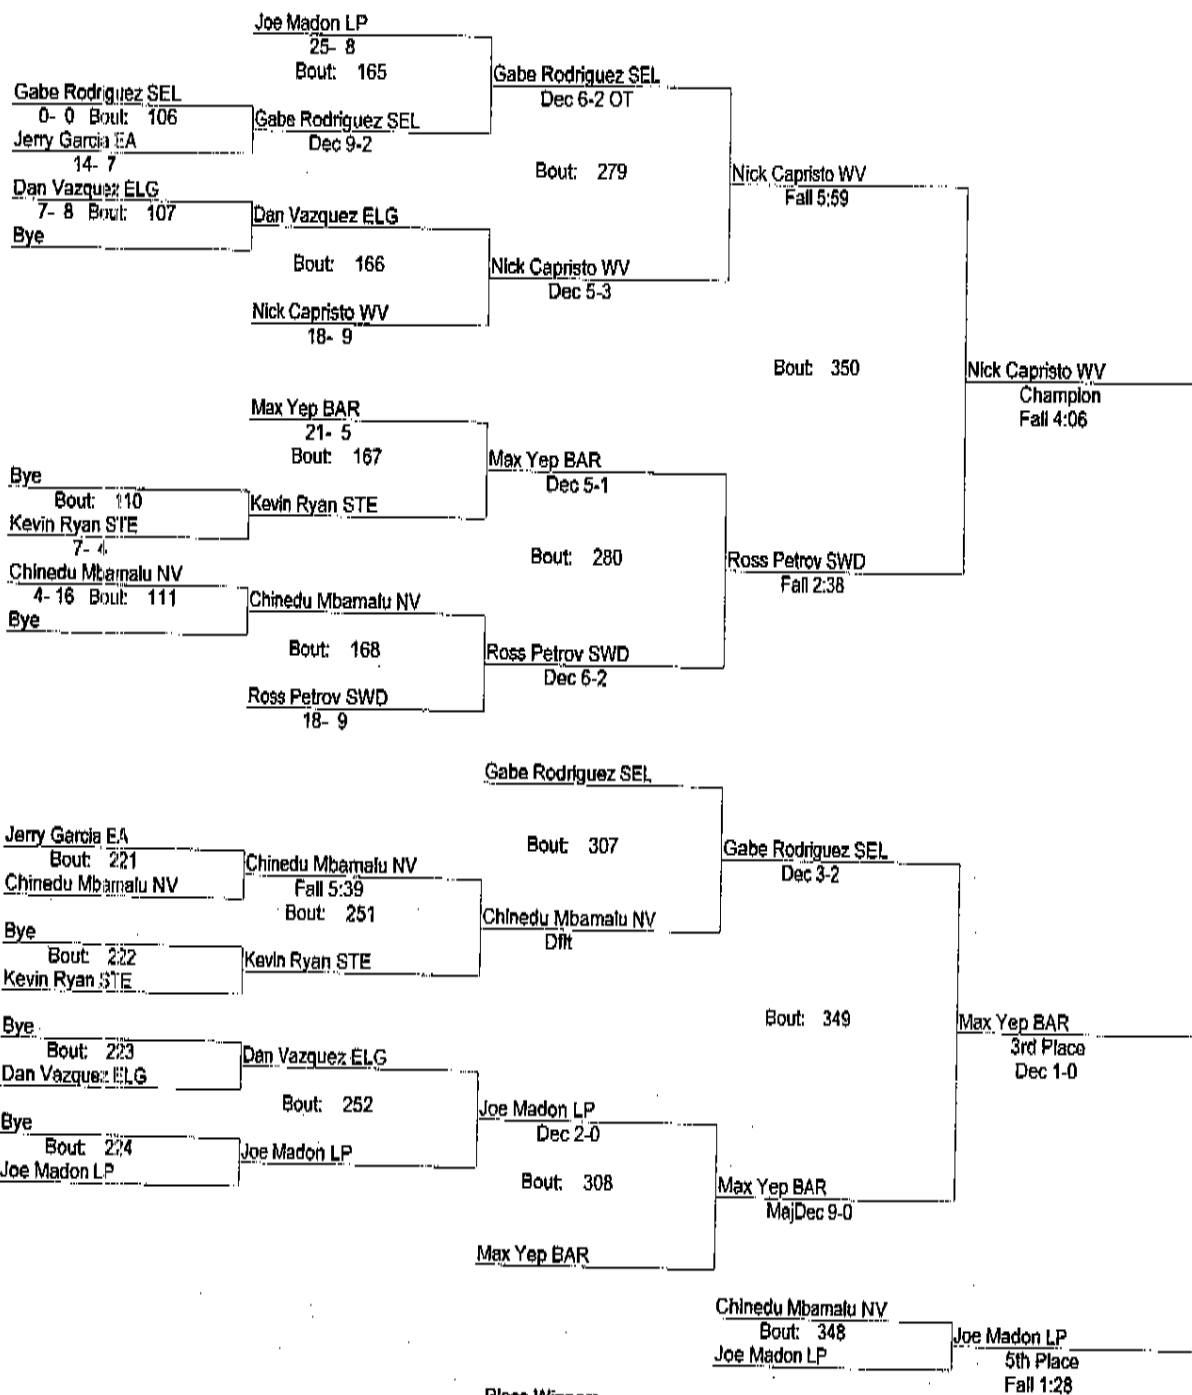 Joe Madon LP
25- 8
Bout: 165
Gabe Rodriguez SEL
Dec 6-2 OT
Gabe Rodriguez SEL
0- 0 Bout: 106
Jerry Garcia EA
14- 7
Gabe Rodriguez SEL
Dec 9-2
Bout: 279
Nick Capristo WV
Fall 5:59
Dan Vazquez ELG
7- 8 Bout: 107
Bye
Dan Vazquez ELG
Bout: 166
Nick Capristo WV
Dec 5-3
Nick Capristo WV
18- 9
Bout: 350
Nick Capristo WV
Champion
Fall 4:06
Max Yep BAR
21- 5
Bout: 167
Max Yep BAR
Dec 5-1
Bye
Bout: 110
Kevin Ryan STE
7- 4
Kevin Ryan STE
Bout: 280
Ross Petrov SWD
Fall 2:38
Chinedu Mbamalu NV
4- 16 Bout: 111
Bye
Chinedu Mbamalu NV
Bout: 168
Ross Petrov SWD
Dec 6-2
Ross Petrov SWD
18- 9
Gabe Rodriguez SEL
Bout: 307
Gabe Rodriguez SEL
Dec 3-2
Jerry Garcia EA
Bout: 221
Chinedu Mbamalu NV
Chinedu Mbamalu NV
Fall 5:39
Bout: 251
Chinedu Mbamalu NV
Dflt
Bye
Bout: 222
Kevin Ryan STE
Kevin Ryan STE
Bout: 349
Max Yep BAR
3rd Place
Dec 1-0
Bye
Bout: 223
Dan Vazquez ELG
Dan Vazquez ELG
Bout: 252
Joe Madon LP
Dec 2-0
Bye
Bout: 224
Joe Madon LP
Joe Madon LP
Bout: 308
Max Yep BAR
MajDec 9-0
Max Yep BAR
Chinedu Mbamalu NV
Bout: 348
Joe Madon LP
Joe Madon LP
5th Place
Fall 1:28